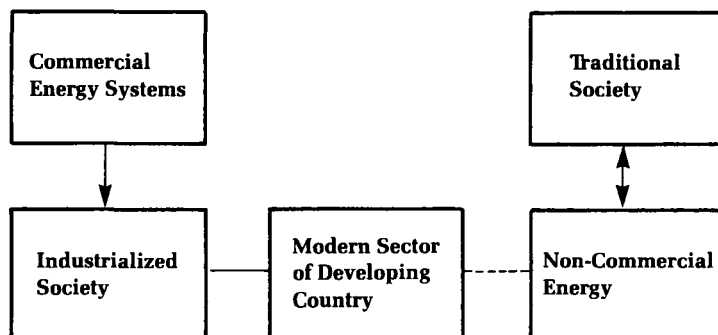 Commercial
Energy Systems
Traditional
Society
Industrialized
Society
Modern Sector
of Developing
Country
Non-Commercial
Energy